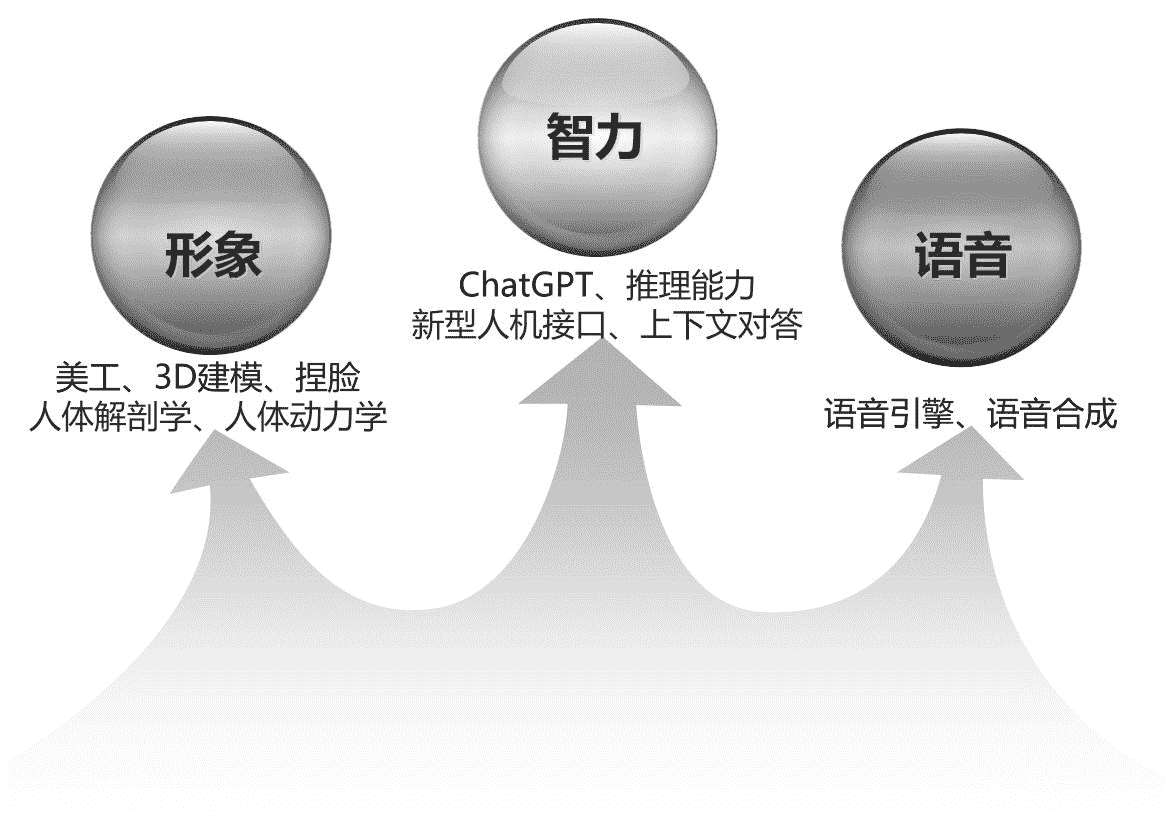 形象
美工、3D建模、捏脸
人体解剖学、人体动力学
智力
ChatGPT、推理能力
新型人机接口、上下文对答
语音
语音引擎、语音合成